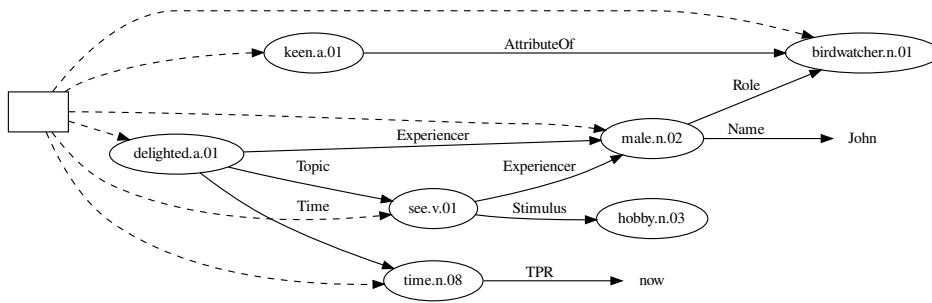 keen.a.01
AttributeOf
birdwatcher.n.01
Role
delighted.a.01
Experiencer
male.n.02
Name
John
Topic
Experiencer
Time
see.v.01
Stimulus
hobby.n.03
time.n.08
TPR
now